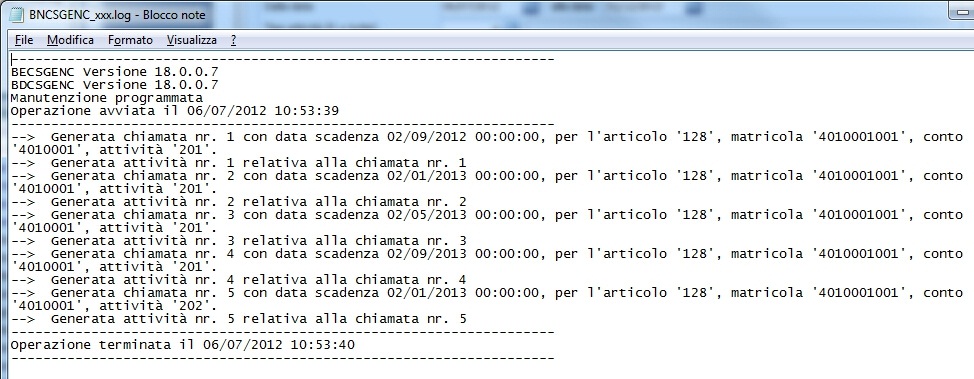 BNCSGENC_xxx.log - Blocco note
File Modifica Formato Visualizza ?
------------------------------------------------------------------
BECSGENC Versione 18.0.0.7
BDCSGENC Versione 18.0.0.7
Manutenzione programmata
Operazione avviata il 06/07/2012 10:53:39
------------------------------------------------------------------
-->  Generata chiamata nr. 1 con data scadenza 02/09/2012 00:00:00, per l'articolo '128', matricola '4010001001', conto
'4010001', attività '201'.
-->  Generata attività nr. 1 relativa alla chiamata nr. 1
-->  Generata chiamata nr. 2 con data scadenza 02/01/2013 00:00:00, per l'articolo '128', matricola '4010001001', conto
'4010001', attività '201'.
-->  Generata attività nr. 2 relativa alla chiamata nr. 2
-->  Generata chiamata nr. 3 con data scadenza 02/05/2013 00:00:00, per l'articolo '128', matricola '4010001001', conto
'4010001', attività '201'.
-->  Generata attività nr. 3 relativa alla chiamata nr. 3
-->  Generata chiamata nr. 4 con data scadenza 02/09/2013 00:00:00, per l'articolo '128', matricola '4010001001', conto
'4010001', attività '201'.
-->  Generata attività nr. 4 relativa alla chiamata nr. 4
-->  Generata chiamata nr. 5 con data scadenza 02/01/2013 00:00:00, per l'articolo '128', matricola '4010001001', conto
'4010001', attività '202'.
-->  Generata attività nr. 5 relativa alla chiamata nr. 5
------------------------------------------------------------------
Operazione terminata il 06/07/2012 10:53:40
------------------------------------------------------------------